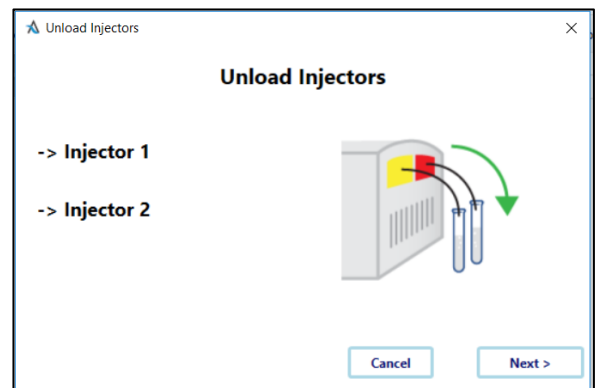 Unload Injectors
Unload Injectors
-> Injector 1
-> Injector 2
Cancel
Next >